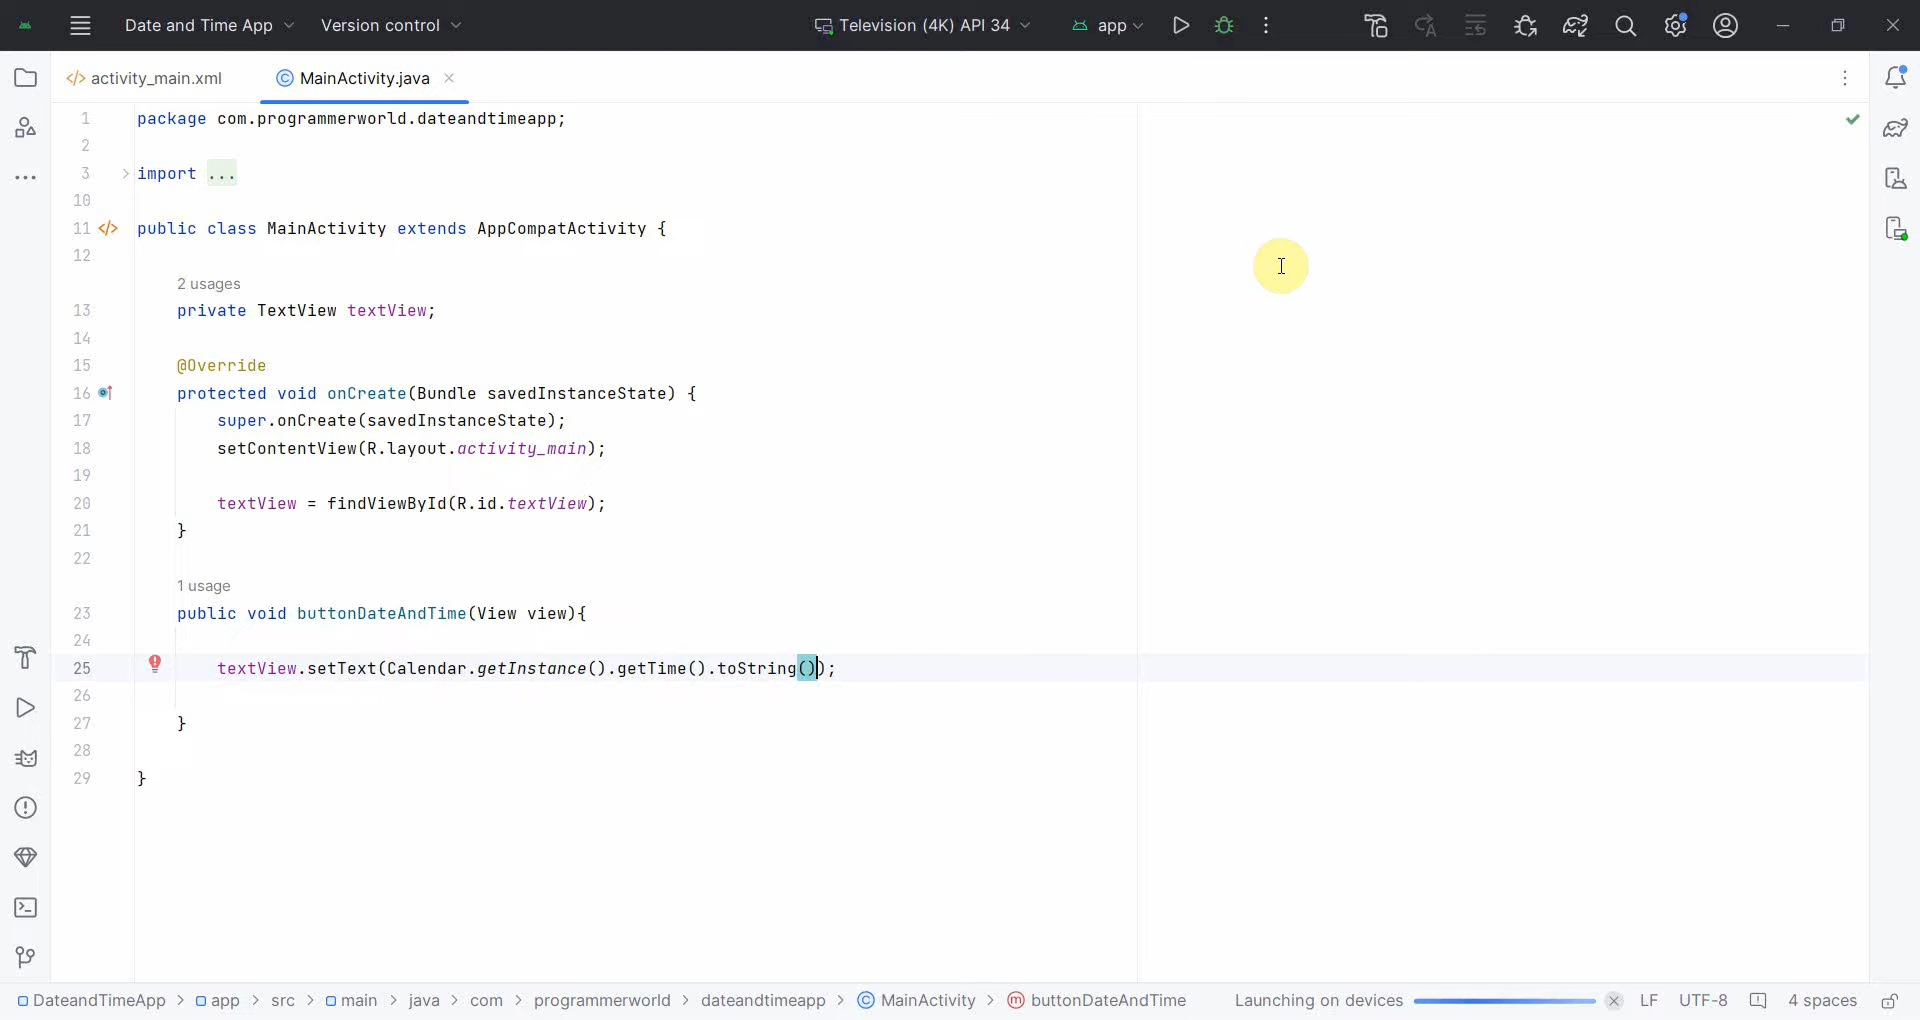 Date and Time App Version control Television (4K) API 34 app
activity_main.xml MainActivity.java
1 package com.programmerworld.dateandtimeapp;
2
3 import ...
10
11 public class MainActivity extends AppCompatActivity {
12
2 usages
13 private TextView textView;
14
15 @Override
16 protected void onCreate(Bundle savedInstanceState) {
17 super.onCreate(savedInstanceState);
18 setContentView(R.layout.activity_main);
19
20 textView = findViewById(R.id.textView);
21 }
22
1 usage
23 public void buttonDateAndTime(View view){
24
25 textView.setText(Calendar.getInstance().getTime().toString());
26
27 }
28
29 }
DateandTimeApp > app > src > main > java > com > programmerworld > dateandtimeapp > MainActivity > buttonDateAndTime Launching on devices LF UTF-8 4 spaces